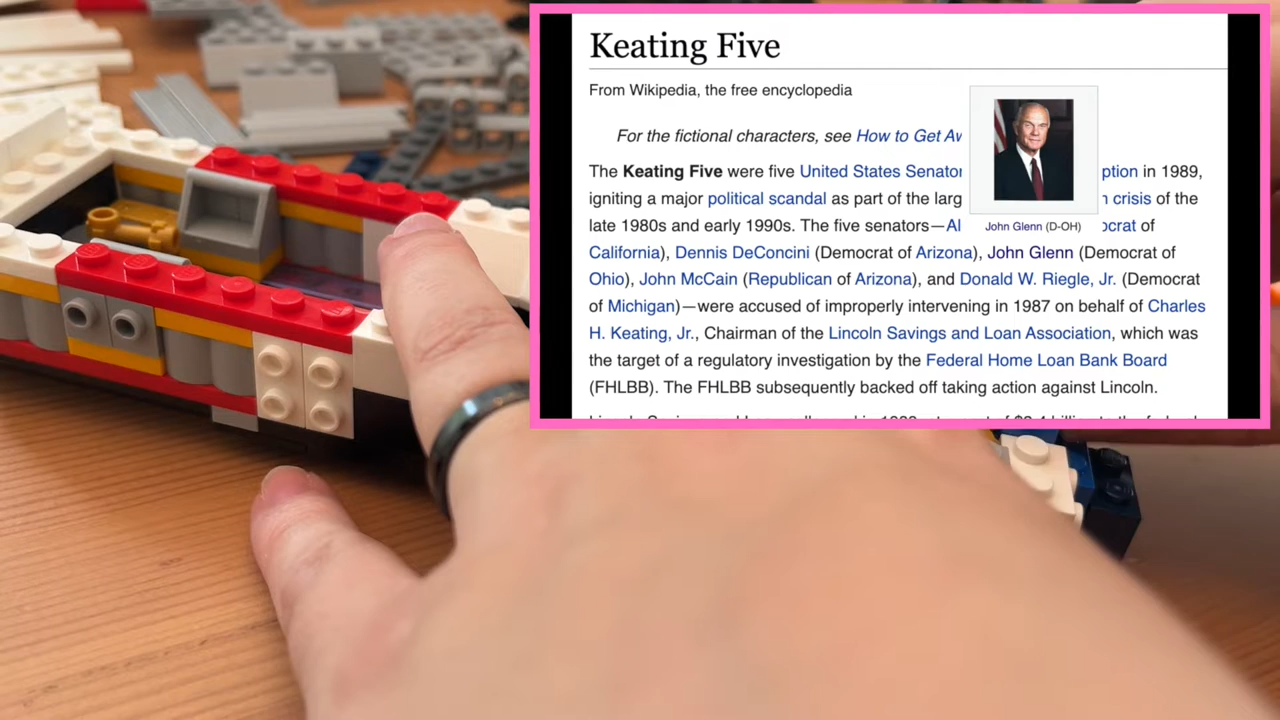 Keating Five
From Wikipedia, the free encyclopedia
For the fictional characters, see How to Get
The Keating Five were five United States in 1989,
igniting a major political scandal as part of the crisis of the
late 1980s and early 1990s. The five senators— of
California), Dennis DeConcini (Democrat of Arizona), John Glenn (Democrat of
Ohio), John McCain (Republican of Arizona), and Donald W. Riegle, Jr. (Democrat
of Michigan)—were accused of improperly intervening in 1987 on behalf of Charles
H. Keating, Jr., Chairman of the Lincoln Savings and Loan Association, which was
the target of a regulatory investigation by the Federal Home Loan Bank Board
(FHLBB). The FHLBB subsequently backed off taking action against Lincoln.
John Glenn (D-OH)